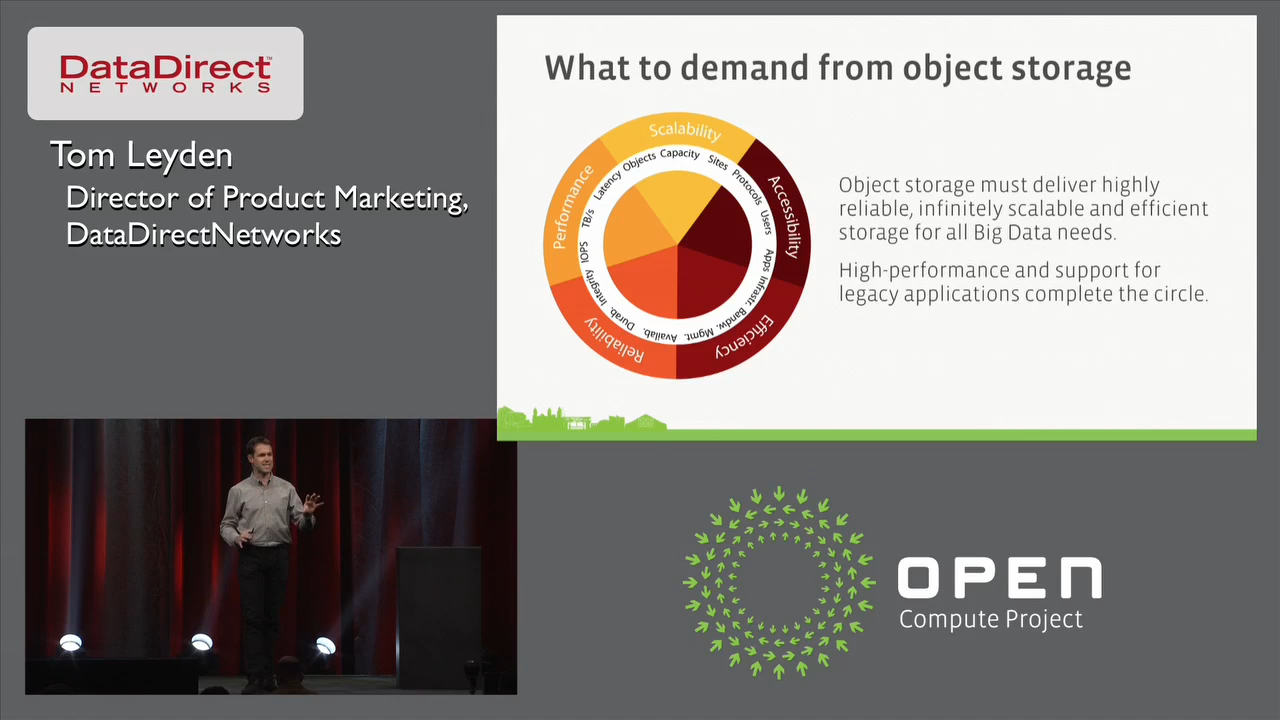 DataDirect™
NETWORKS
Tom Leyden
Director of Product Marketing,
DataDirectNetworks
What to demand from object storage
Scalability
Accessibility
Efficiency
Reliability
Performance
Objects
Capacity
Sites
Protocols
Users
Apps
Infrastr.
Bandw.
Mgmt.
Availab.
Durab.
Integrity
IOPS
TB/s
Latency
Object storage must deliver highly
reliable, infinitely scalable and efficient
storage for all Big Data needs.
High-performance and support for
legacy applications complete the circle.
OPEN
Compute Project